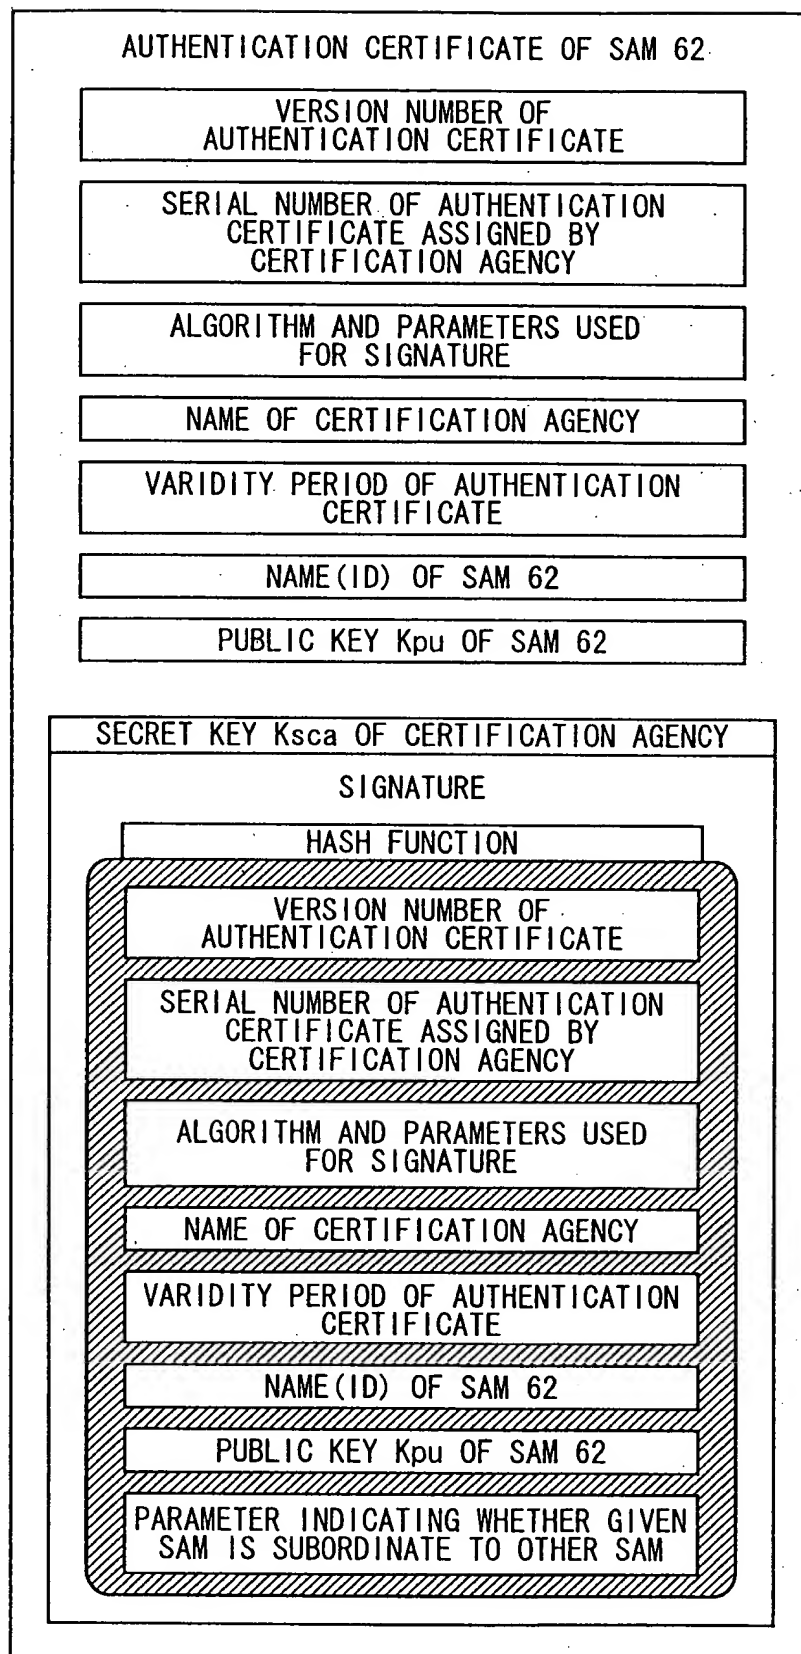 AUTHENTICATION CERTIFICATE OF SAM 62
VERSION NUMBER OF
AUTHENTICATION CERTIFICATE
SERIAL NUMBER OF AUTHENTICATION
CERTIFICATE ASSIGNED BY
CERTIFICATION AGENCY
ALGORITHM AND PARAMETERS USED
FOR SIGNATURE
NAME OF CERTIFICATION AGENCY
VARIDITY PERIOD OF AUTHENTICATION
CERTIFICATE
NAME(ID) OF SAM 62
PUBLIC KEY Kpu OF SAM 62
SECRET KEY Ksca OF CERTIFICATION AGENCY
SIGNATURE
HASH FUNCTION
VERSION NUMBER OF
AUTHENTICATION CERTIFICATE
SERIAL NUMBER OF AUTHENTICATION
CERTIFICATE ASSIGNED BY
CERTIFICATION AGENCY
ALGORITHM AND PARAMETERS USED
FOR SIGNATURE
NAME OF CERTIFICATION AGENCY
VARIDITY PERIOD OF AUTHENTICATION
CERTIFICATE
NAME(ID) OF SAM 62
PUBLIC KEY Kpu OF SAM 62
PARAMETER INDICATING WHETHER GIVEN
SAM IS SUBORDINATE TO OTHER SAM